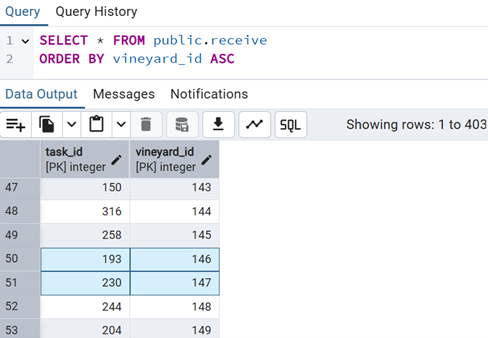 Query Query History
1 SELECT * FROM public.receive
2 ORDER BY vineyard_id ASC
Data Output Messages Notifications
SQL Showing rows: 1 to 403
task_id vineyard_id
[PK] integer [PK] integer
47 150 143
48 316 144
49 258 145
50 193 146
51 230 147
52 244 148
53 204 149